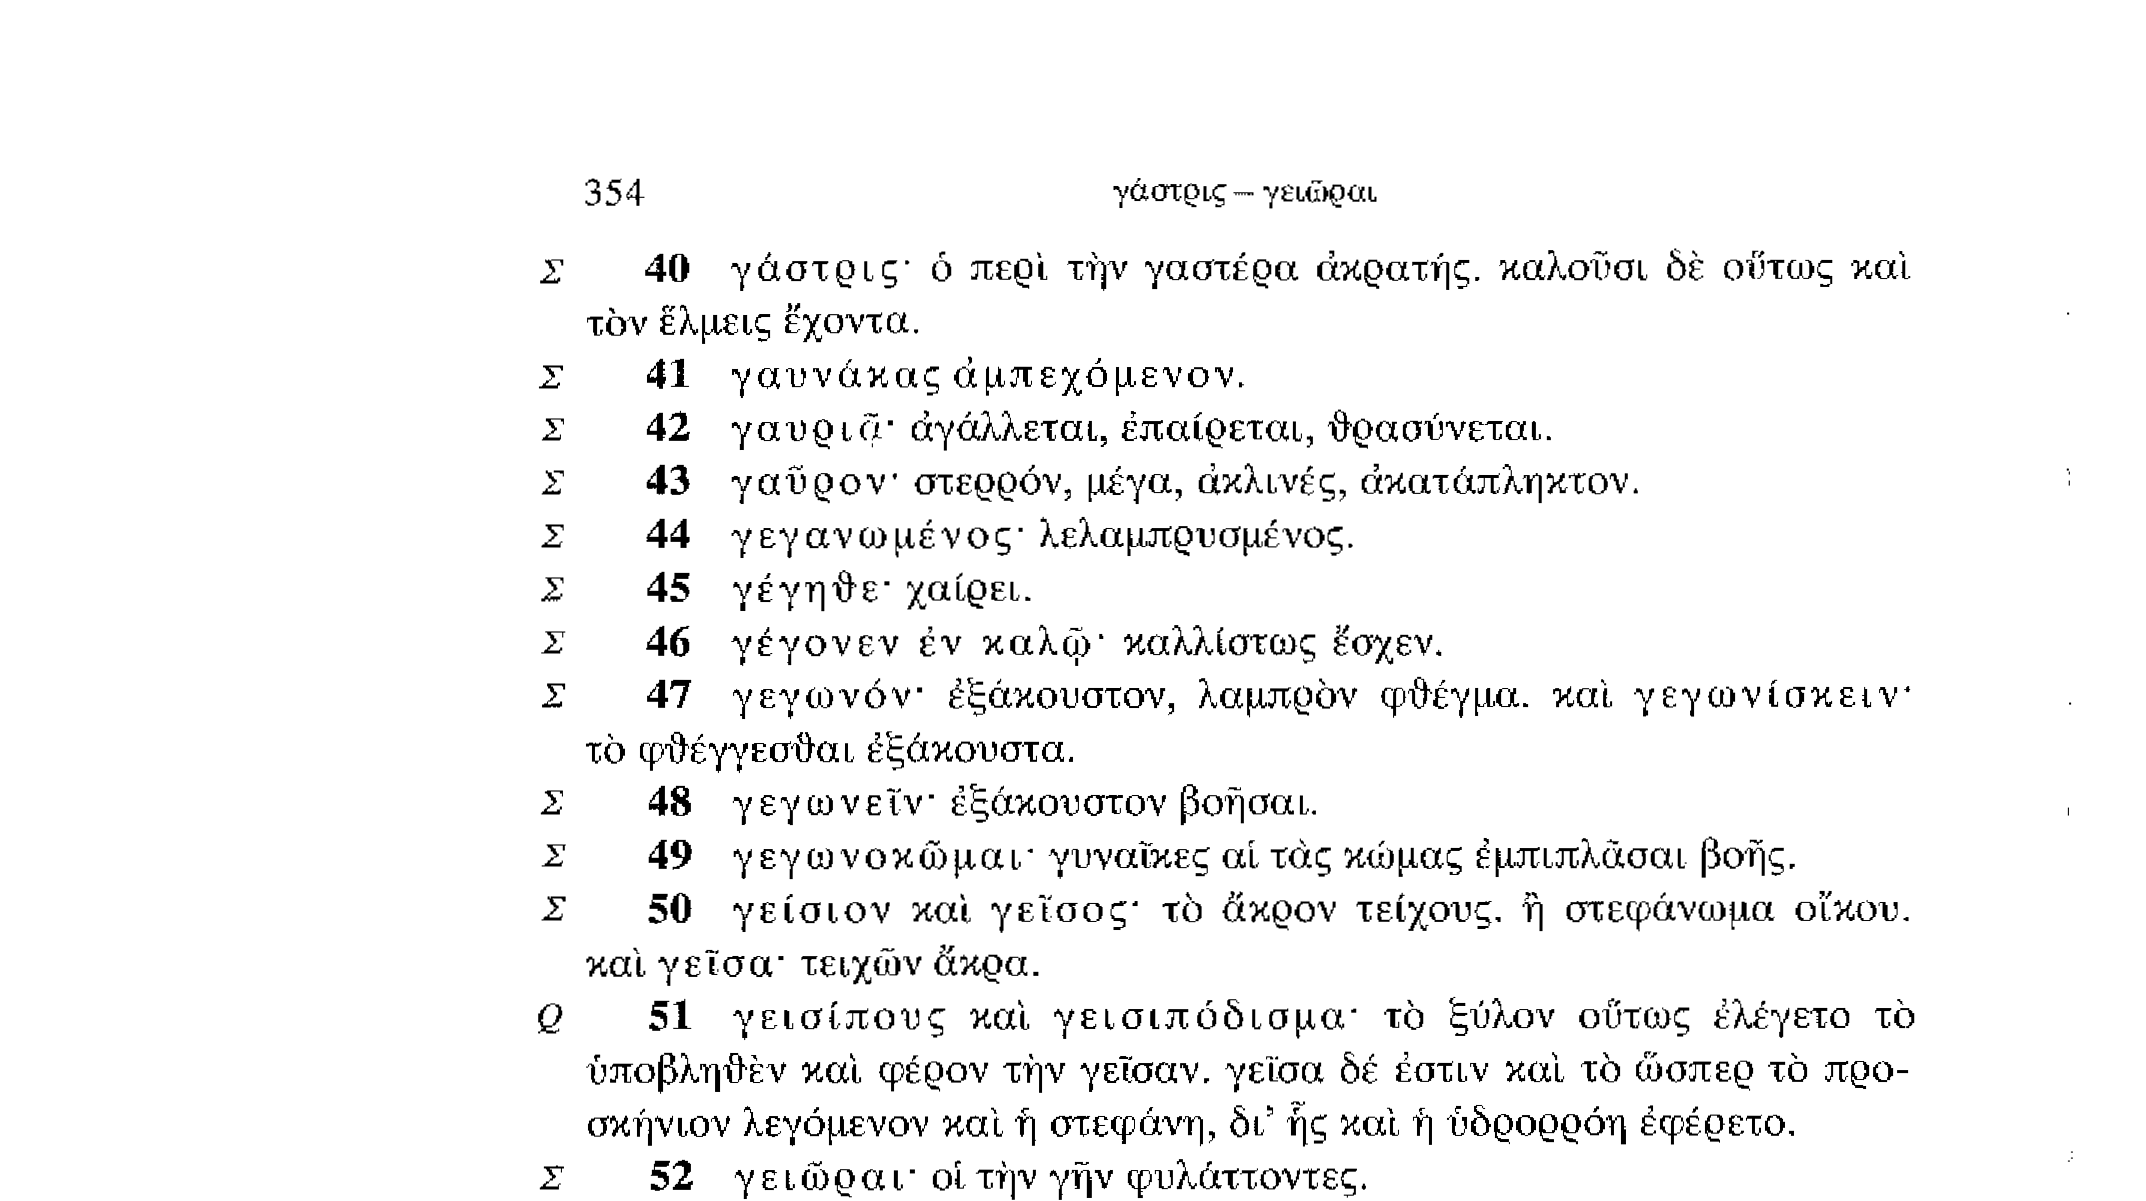 354 γάστρις – γειῶραι
Σ 40 γάστρις· ὁ περὶ τὴν γαστέρα ἀκρατής. καλοῦσι δὲ οὕτως καὶ
τὸν ἕλμεις ἔχοντα.
Σ 41 γαυνάκας ἀμπεχόμενον.
Σ 42 γαυριᾷ· ἀγάλλεται, ἐπαίρεται, θρασύνεται.
Σ 43 γαῦρον· στερρόν, μέγα, ἀκλινές, ἀκατάπληκτον.
Σ 44 γεγανωμένος· λελαμπρυσμένος.
Σ 45 γέγηθε· χαίρει.
Σ 46 γέγονεν ἐν καλῷ· καλλίστως ἔσχεν.
Σ 47 γεγωνόν· ἐξάκουστον, λαμπρὸν φθέγμα. καὶ γεγωνίσκειν·
τὸ φθέγγεσθαι ἐξάκουστα.
Σ 48 γεγωνεῖν· ἐξάκουστον βοῆσαι.
Σ 49 γεγωνοκῶμαι· γυναῖκες αἱ τὰς κώμας ἐμπιπλᾶσαι βοῆς.
Σ 50 γείσιον καὶ γεῖσος· τὸ ἄκρον τείχους. ἢ στεφάνωμα οἴκου.
καὶ γεῖσα· τειχῶν ἄκρα.
Q 51 γεισίπους καὶ γεισιπόδισμα· τὸ ξύλον οὕτως ἐλέγετο τὸ
ὑποβληθὲν καὶ φέρον τὴν γεῖσαν. γεῖσα δέ ἐστιν καὶ τὸ ὥσπερ τὸ προ-
σκήνιον λεγόμενον καὶ ἡ στεφάνη, δι’ ἧς καὶ ἡ ὑδρορρόη ἐφέρετο.
Σ 52 γειῶραι· οἱ τὴν γῆν φυλάττοντες.